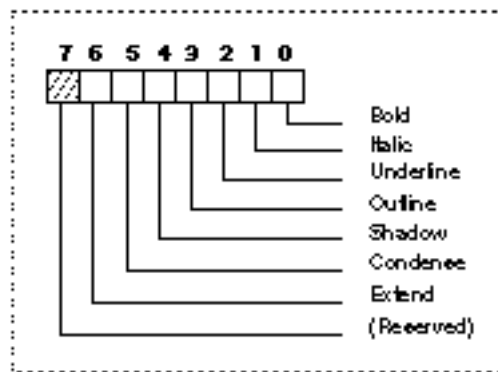 7 6 5 4 3 2 1 0
Bold
Italic
Underline
Outline
Shadow
Condense
Extend
(Reserved)